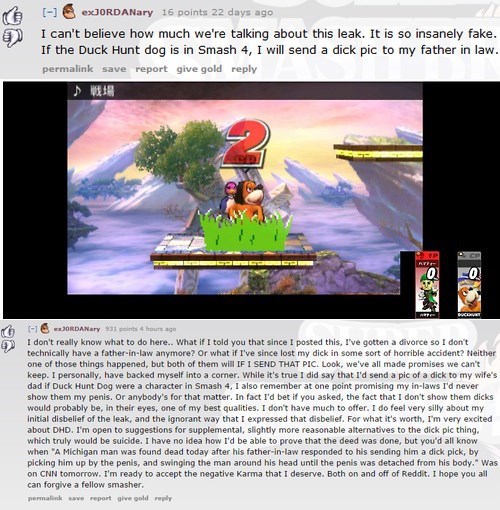 [-] exJ0RDANary 16 points 22 days ago
I can't believe how much we're talking about this leak. It is so insanely fake.
If the Duck Hunt dog is in Smash 4, I will send a dick pic to my father in law.
permalink save report give gold reply
♪ 戦場
2
0
0
DUCKHUNT
[-] exJ0RDANary 931 points 4 hours ago
I don't really know what to do here.. What if I told you that since I posted this, I've gotten a divorce so I don't
technically have a father-in-law anymore? Or what if I've since lost my dick in some sort of horrible accident? Neither
one of those things happened, but both of them will IF I SEND THAT PIC. Look, we've all made promises we can't
keep. I personally, have backed myself into a corner. While it's true I did say that I'd send a pic of a dick to my wife's
dad if Duck Hunt Dog were a character in Smash 4, I also remember at one point promising my in-laws I'd never
show them my penis. Or anybody's for that matter. In fact I'd bet if you asked, the fact that I don't show them dicks
would probably be, in their eyes, one of my best qualities. I don't have much to offer. I do feel very silly about my
initial disbelief of the leak, and the ignorant way that I expressed that disbelief. For what it's worth, I'm very excited
about DHD. I'm open to suggestions for supplemental, slightly more reasonable alternatives to the dick pic thing,
which truly would be suicide. I have no idea how I'd be able to prove that the deed was done, but you'd all know
when "A Michigan man was found dead today after his father-in-law responded to his sending him a dick pick, by
picking him up by the penis, and swinging the man around his head until the penis was detached from his body." Was
on CNN tomorrow. I'm ready to accept the negative Karma that I deserve. Both on and off of Reddit. I hope you all
can forgive a fellow smasher.
permalink save report give gold reply